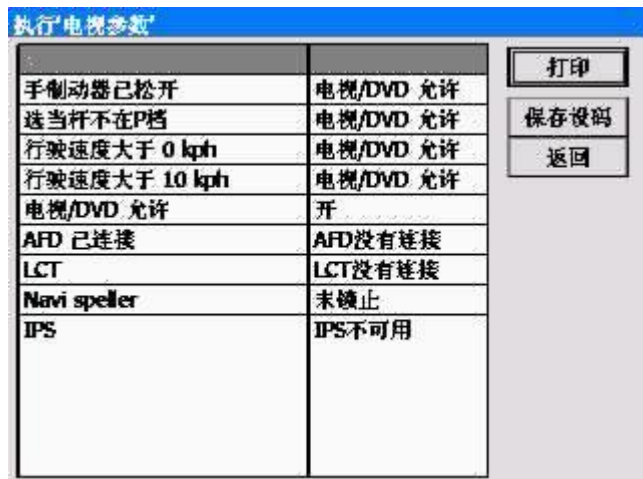 执行'电视参数'
手制动器已松开 电视/DVD 允许
选当杆不在P档 电视/DVD 允许
行驶速度大于 0 kph 电视/DVD 允许
行驶速度大于 10 kph 电视/DVD 允许
电视/DVD 允许 开
AFD 已连接 AFD没有连接
LCT LCT没有连接
Navi speller 未锁止
IPS IPS不可用
打印
保存设码
返回